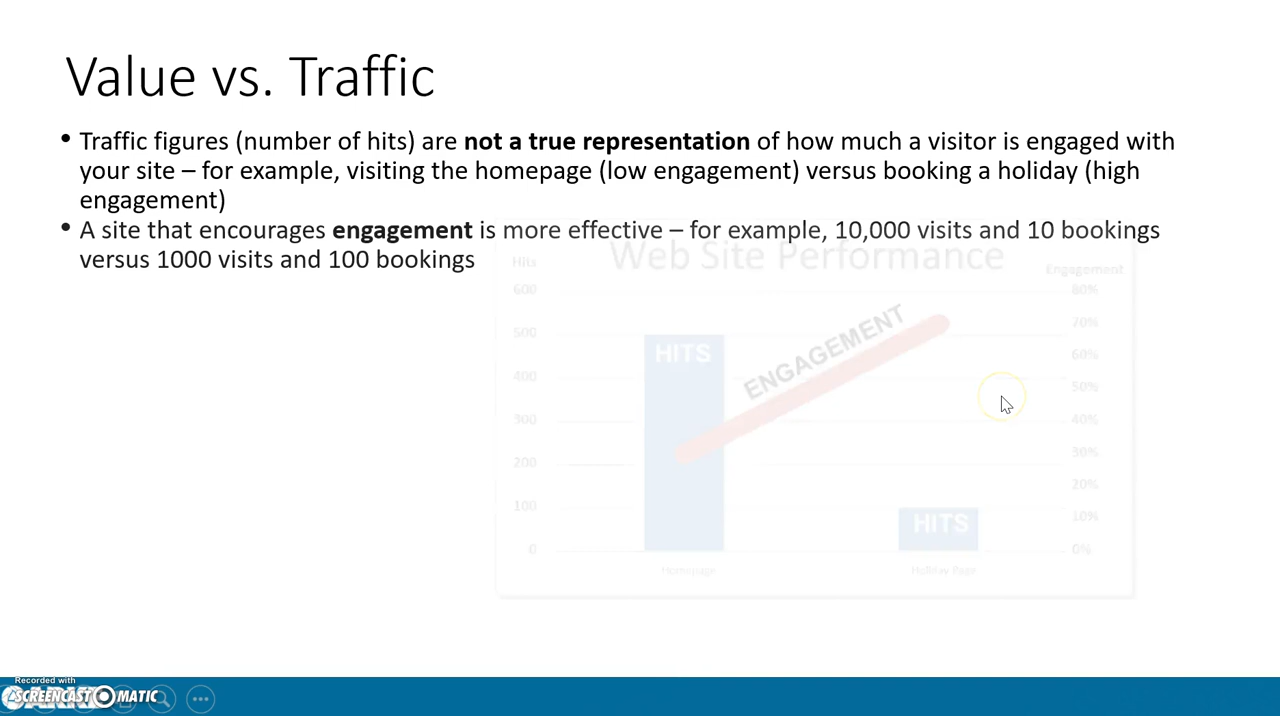 Value vs. Traffic
• Traffic figures (number of hits) are not a true representation of how much a visitor is engaged with
your site – for example, visiting the homepage (low engagement) versus booking a holiday (high
engagement)
• A site that encourages engagement is more effective – for example, 10,000 visits and 10 bookings
versus 1000 visits and 100 bookings
Web Site Performance
Hits
Engagement
600
80%
500
70%
60%
400
50%
300
40%
30%
200
20%
100
10%
0
0%
HITS
ENGAGEMENT
HITS
Homepage
Holiday Page
Recorded with
SCREENCAST MATIC